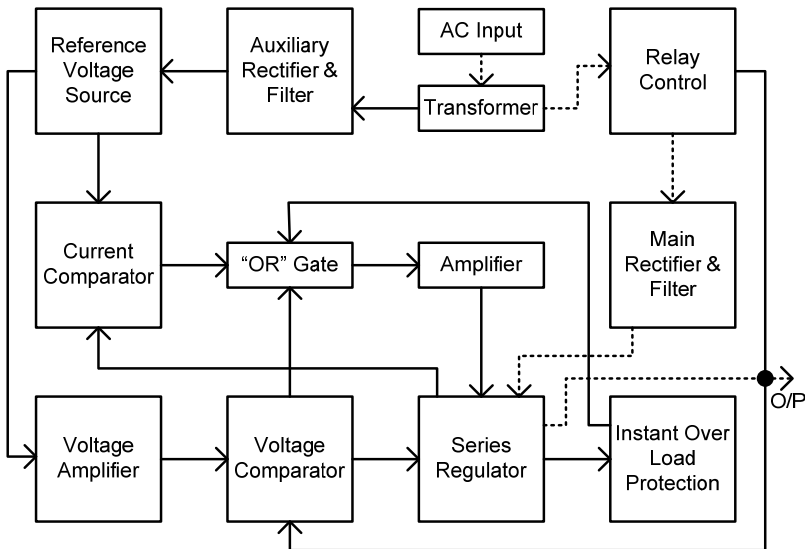 Reference
Voltage
Source
Auxiliary
Rectifier &
Filter
AC Input
Transformer
Relay
Control
Current
Comparator
“OR” Gate
Amplifier
Main
Rectifier &
Filter
Voltage
Amplifier
Voltage
Comparator
Series
Regulator
Instant Over
Load
Protection
O/P